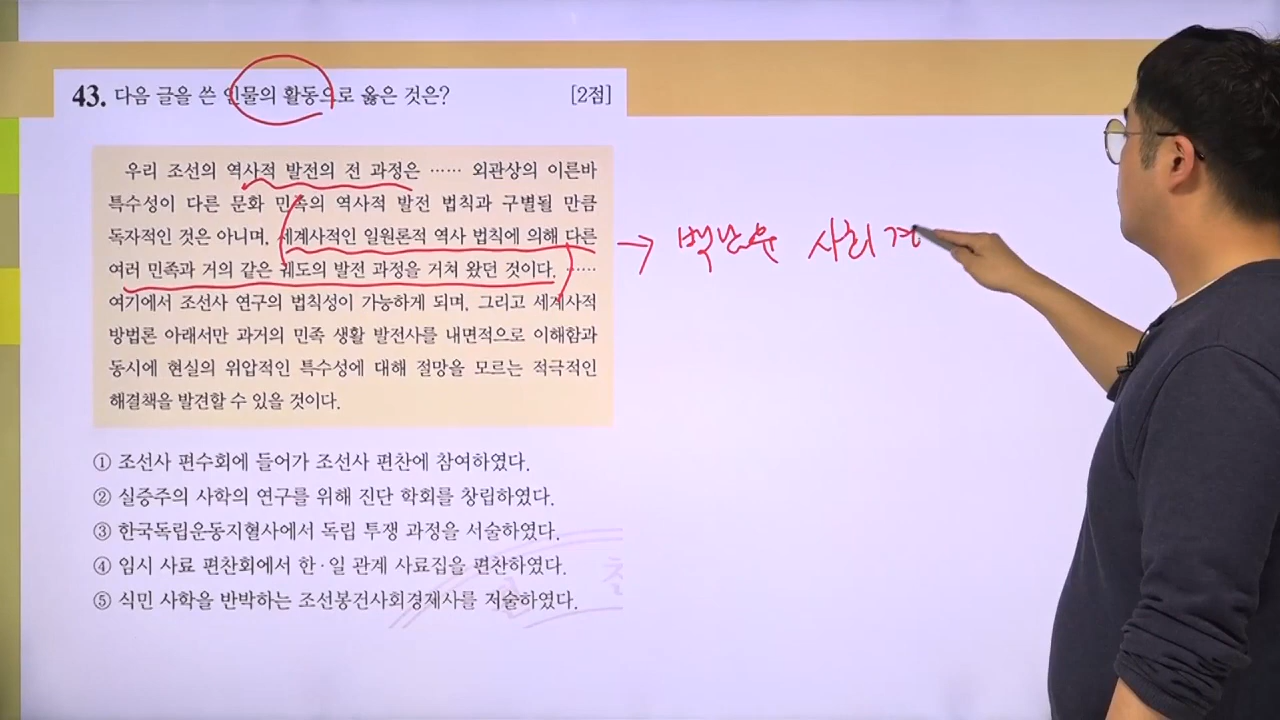 43. 다음 글을 쓴 인물의 활동으로 옳은 것은? [2점]
우리 조선의 역사적 발전의 전 과정은 …… 외관상의 이른바
특수성이 다른 문화 민족의 역사적 발전 법칙과 구별될 만큼
독자적인 것은 아니며, 세계사적인 일원론적 역사 법칙에 의해 다른
여러 민족과 거의 같은 궤도의 발전 과정을 거쳐 왔던 것이다. ……
여기에서 조선사 연구의 법칙성이 가능하게 되며, 그리고 세계사적
방법론 아래서만 과거의 민족 생활 발전사를 내면적으로 이해함과
동시에 현실의 위압적인 특수성에 대해 절망을 모르는 적극적인
해결책을 발견할 수 있을 것이다.
→ 백남운 사회 경
① 조선사 편수회에 들어가 조선사 편찬에 참여하였다.
② 실증주의 사학의 연구를 위해 진단 학회를 창립하였다.
③ 한국독립운동지혈사에서 독립 투쟁 과정을 서술하였다.
④ 임시 사료 편찬회에서 한·일 관계 사료집을 편찬하였다.
⑤ 식민 사학을 반박하는 조선봉건사회경제사를 저술하였다.